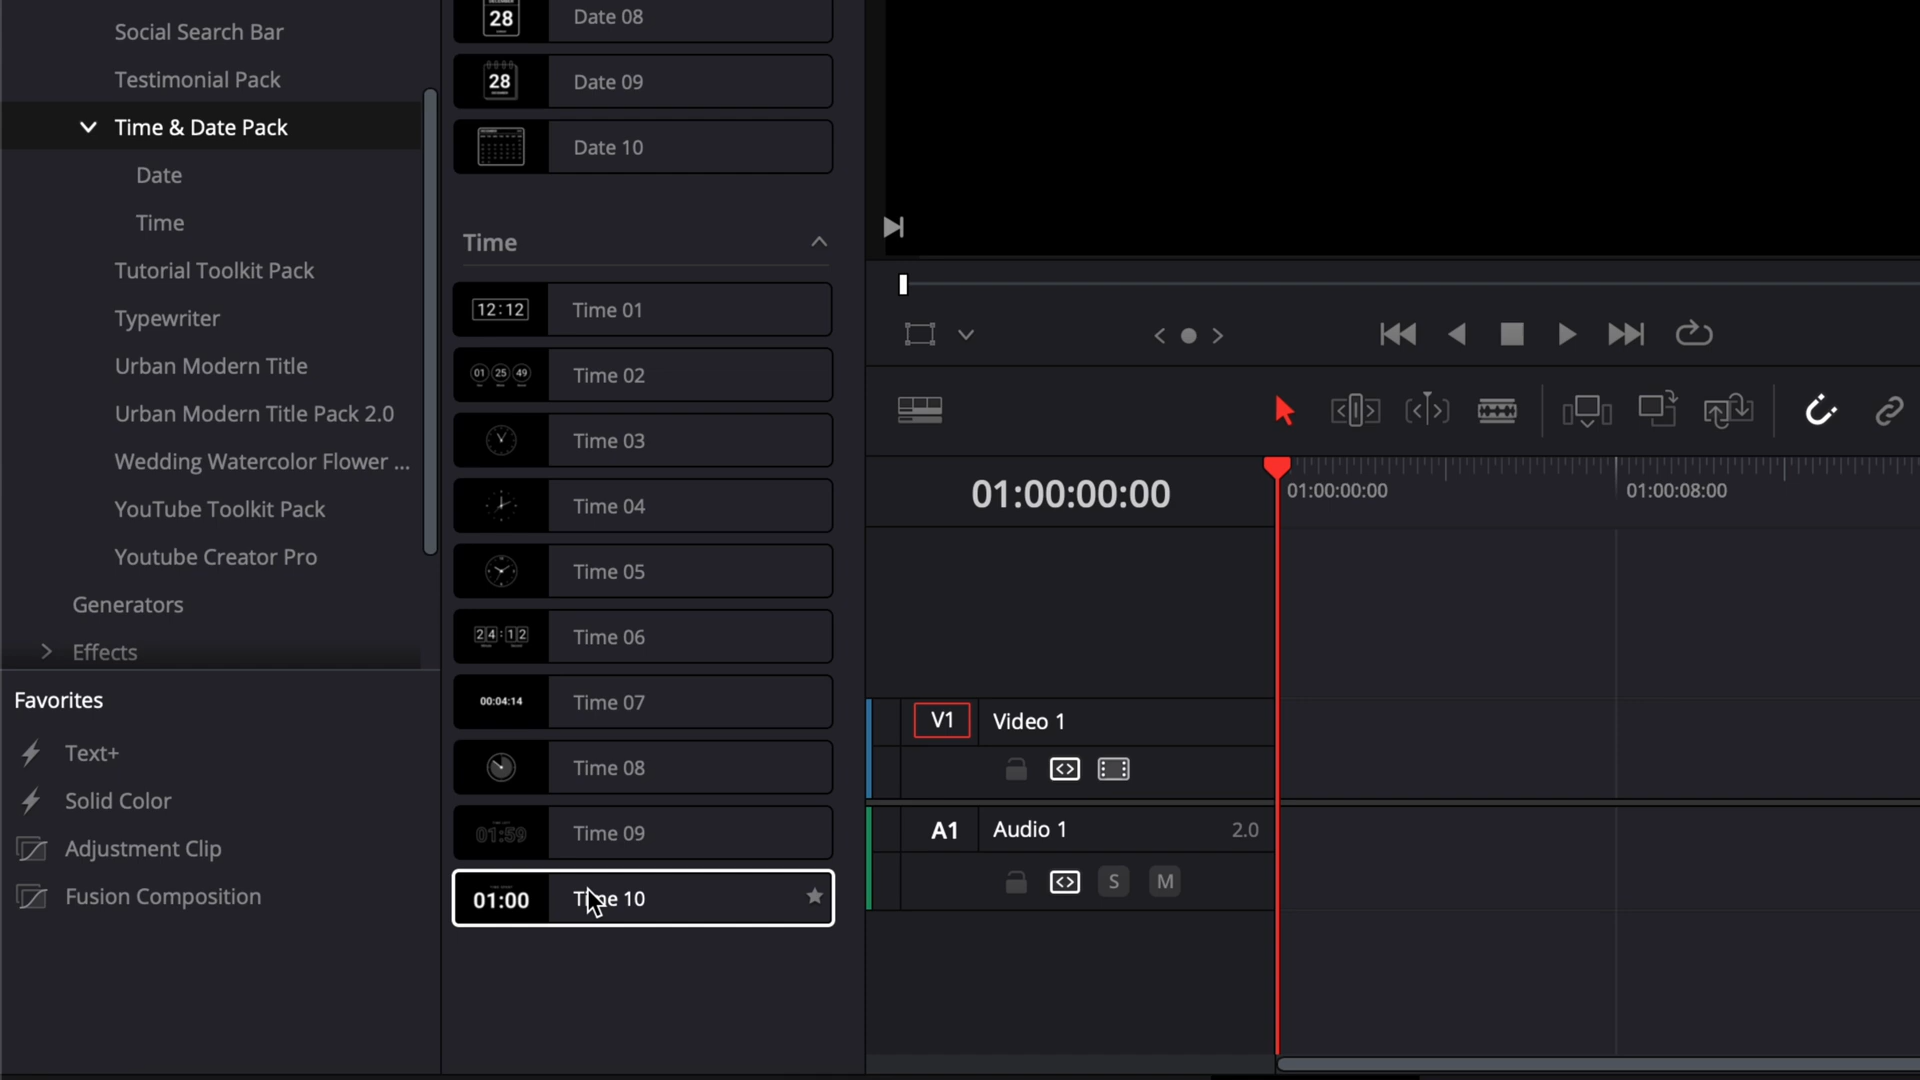 Social Search Bar
Testimonial Pack
Time & Date Pack
Date
Time
Tutorial Toolkit Pack
Typewriter
Urban Modern Title
Urban Modern Title Pack 2.0
Wedding Watercolor Flower ...
YouTube Toolkit Pack
Youtube Creator Pro
Generators
Effects
Favorites
Text+
Solid Color
Adjustment Clip
Fusion Composition
28
Date 08
28
Date 09
Date 10
Time
12:12
Time 01
01 25 49
Time 02
Time 03
Time 04
Time 05
24:12
Time 06
00:04:14
Time 07
Time 08
01:59
Time 09
01:00
Time 10
01:00:00:00
01:00:00:00
01:00:08:00
V1
Video 1
A1
Audio 1
2.0
S
M